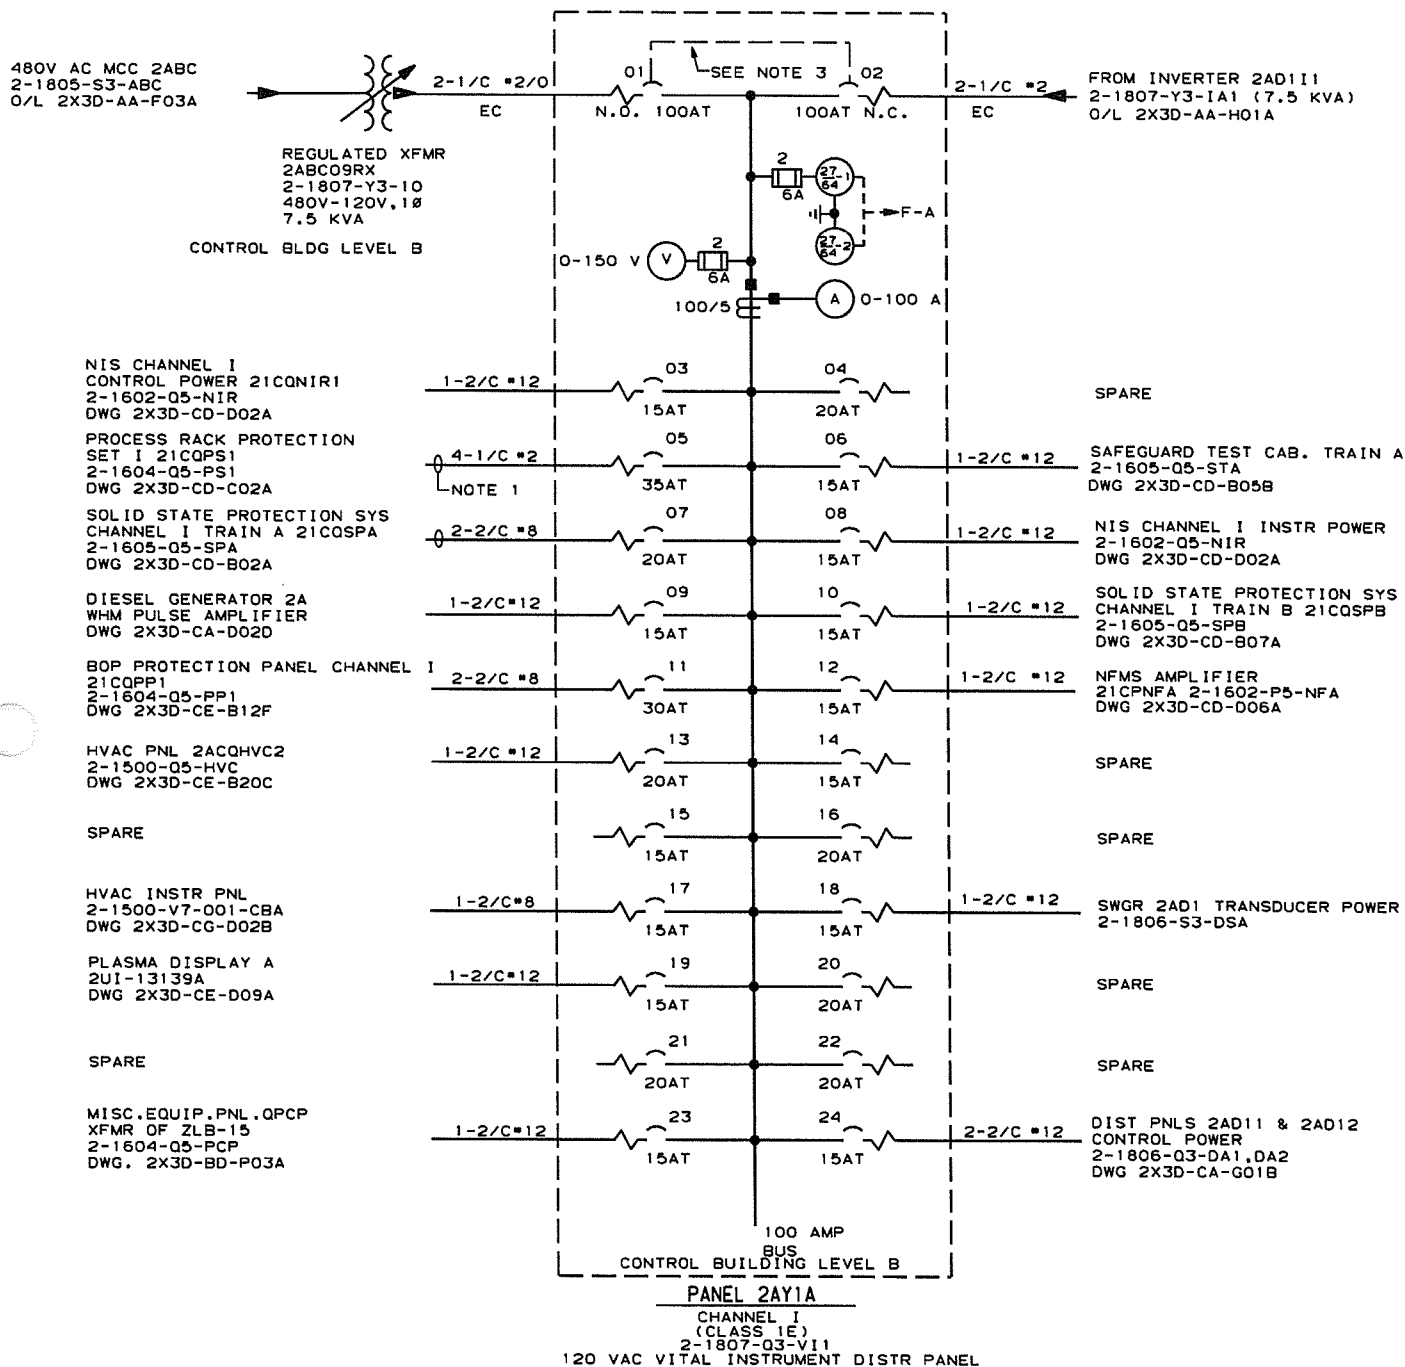 480V AC MCC 2ABC
2-1805-S3-ABC
O/L 2X3D-AA-F03A
2-1/C #2/0
EC
REGULATED XFMR
2ABC09RX
2-1807-Y3-10
480V-120V,1Ø
7.5 KVA
CONTROL BLDG LEVEL B
01
SEE NOTE 3
02
N.O. 100AT
100AT N.C.
2-1/C #2
EC
FROM INVERTER 2AD1I1
2-1807-Y3-IA1 (7.5 KVA)
O/L 2X3D-AA-H01A
2
6A
27
64-1
F-A
27
64-2
0-150 V
V
2
6A
100/5
A
0-100 A
NIS CHANNEL I
CONTROL POWER 21CQNIR1
2-1602-Q5-NIR
DWG 2X3D-CD-D02A
1-2/C #12
03
15AT
04
20AT
SPARE
PROCESS RACK PROTECTION
SET I 21CQPS1
2-1604-Q5-PS1
DWG 2X3D-CD-C02A
4-1/C #2
NOTE 1
05
35AT
06
15AT
1-2/C #12
SAFEGUARD TEST CAB. TRAIN A
2-1605-Q5-STA
DWG 2X3D-CD-B05B
SOLID STATE PROTECTION SYS
CHANNEL I TRAIN A 21CQSPA
2-1605-Q5-SPA
DWG 2X3D-CD-B02A
2-2/C #8
07
20AT
08
15AT
1-2/C #12
NIS CHANNEL I INSTR POWER
2-1602-Q5-NIR
DWG 2X3D-CD-D02A
DIESEL GENERATOR 2A
WHM PULSE AMPLIFIER
DWG 2X3D-CA-D02D
1-2/C#12
09
15AT
10
15AT
1-2/C #12
SOLID STATE PROTECTION SYS
CHANNEL I TRAIN B 21CQSPB
2-1605-Q5-SPB
DWG 2X3D-CD-B07A
BOP PROTECTION PANEL CHANNEL I
21CQPP1
2-1604-Q5-PP1
DWG 2X3D-CE-B12F
2-2/C #8
11
30AT
12
15AT
1-2/C #12
NFMS AMPLIFIER
21CPNFA 2-1602-P5-NFA
DWG 2X3D-CD-D06A
HVAC PNL 2ACQHVC2
2-1500-Q5-HVC
DWG 2X3D-CE-B20C
1-2/C #12
13
20AT
14
15AT
SPARE
SPARE
15
15AT
16
20AT
SPARE
HVAC INSTR PNL
2-1500-V7-001-CBA
DWG 2X3D-CG-D02B
1-2/C#8
17
15AT
18
15AT
1-2/C #12
SWGR 2AD1 TRANSDUCER POWER
2-1806-S3-DSA
PLASMA DISPLAY A
2UI-13139A
DWG 2X3D-CE-D09A
1-2/C#12
19
15AT
20
20AT
SPARE
SPARE
21
20AT
22
20AT
SPARE
MISC.EQUIP.PNL.QPCP
XFMR OF ZLB-15
2-1604-Q5-PCP
DWG. 2X3D-BD-P03A
1-2/C#12
23
15AT
24
15AT
2-2/C #12
DIST PNLS 2AD11 & 2AD12
CONTROL POWER
2-1806-Q3-DA1,DA2
DWG 2X3D-CA-G01B
100 AMP
BUS
CONTROL BUILDING LEVEL B
PANEL 2AY1A
CHANNEL I
(CLASS 1E)
2-1807-Q3-VI1
120 VAC VITAL INSTRUMENT DISTR PANEL